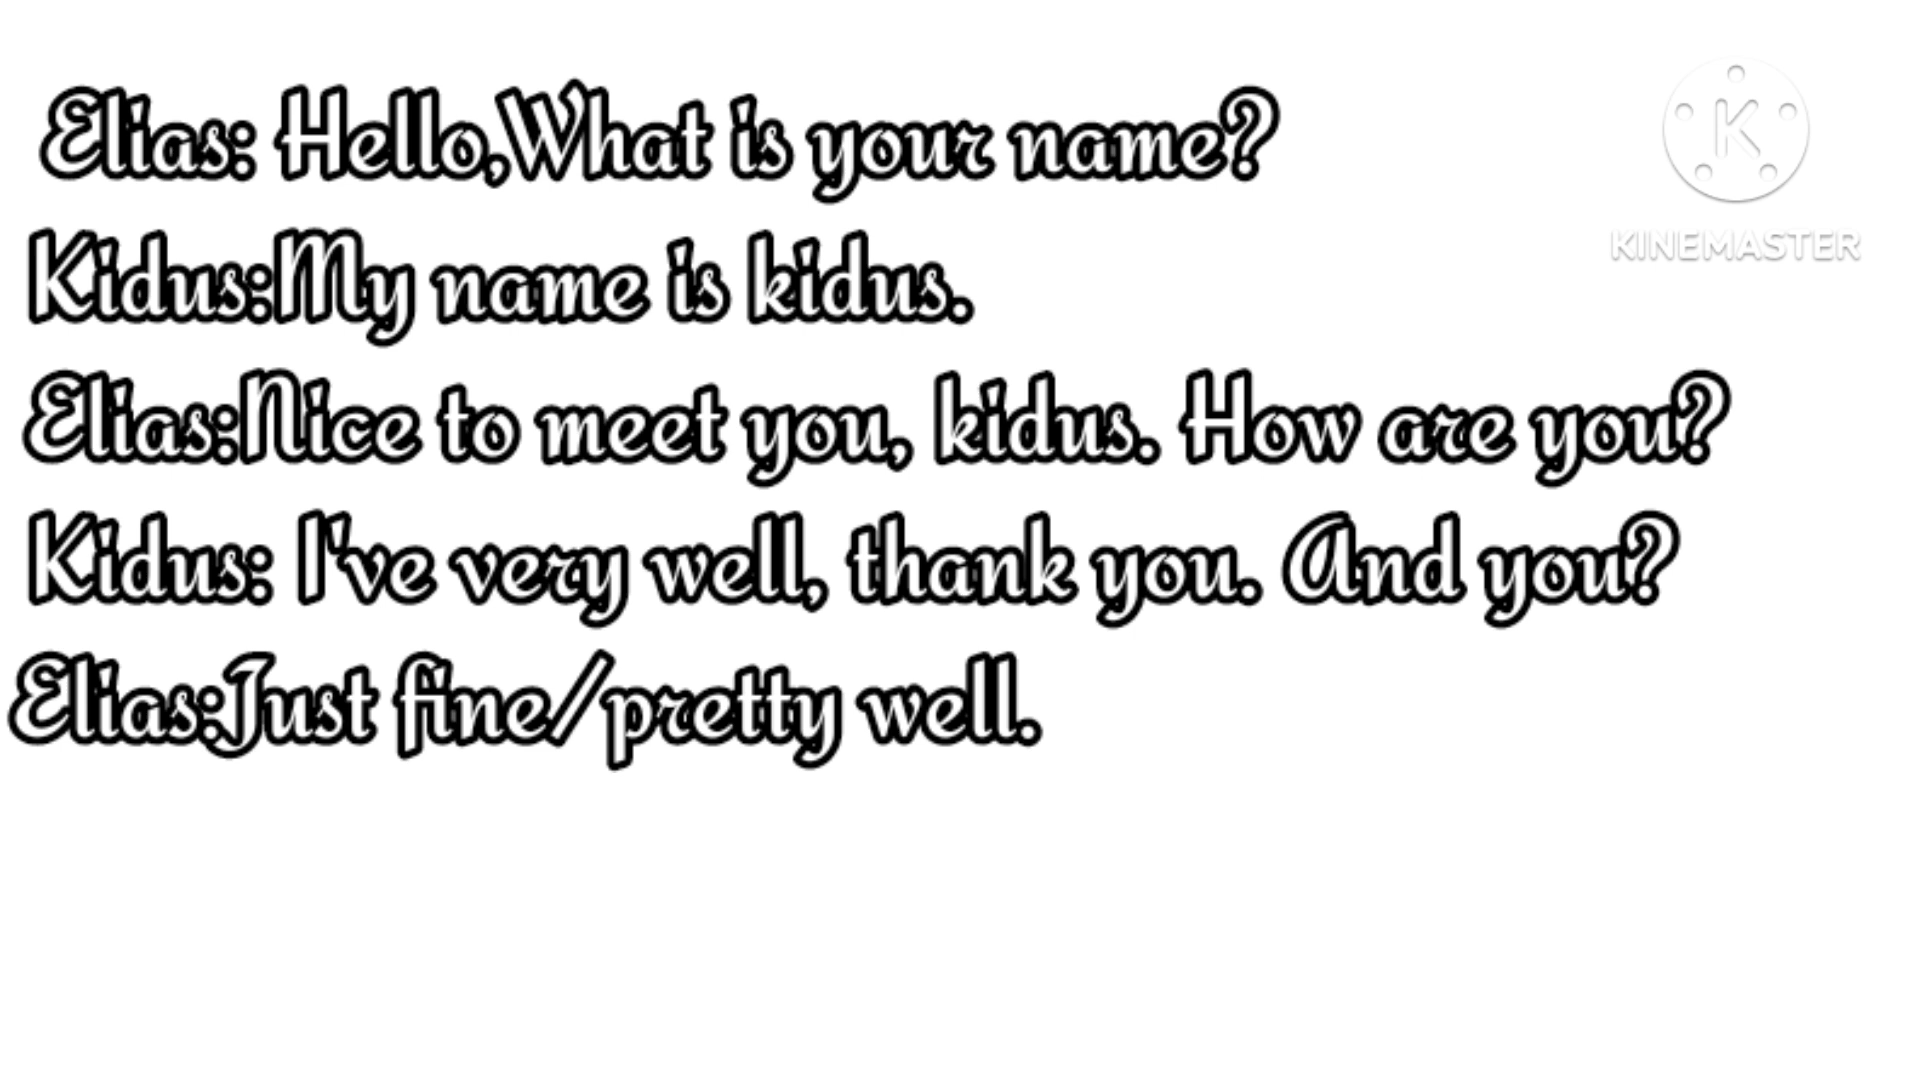 Elias: Hello,What is your name?
Kidus:My name is kidus.
Elias:Nice to meet you, kidus. How are you?
Kidus: I've very well, thank you. And you?
Elias:Just fine/pretty well.
K
KINEMASTER